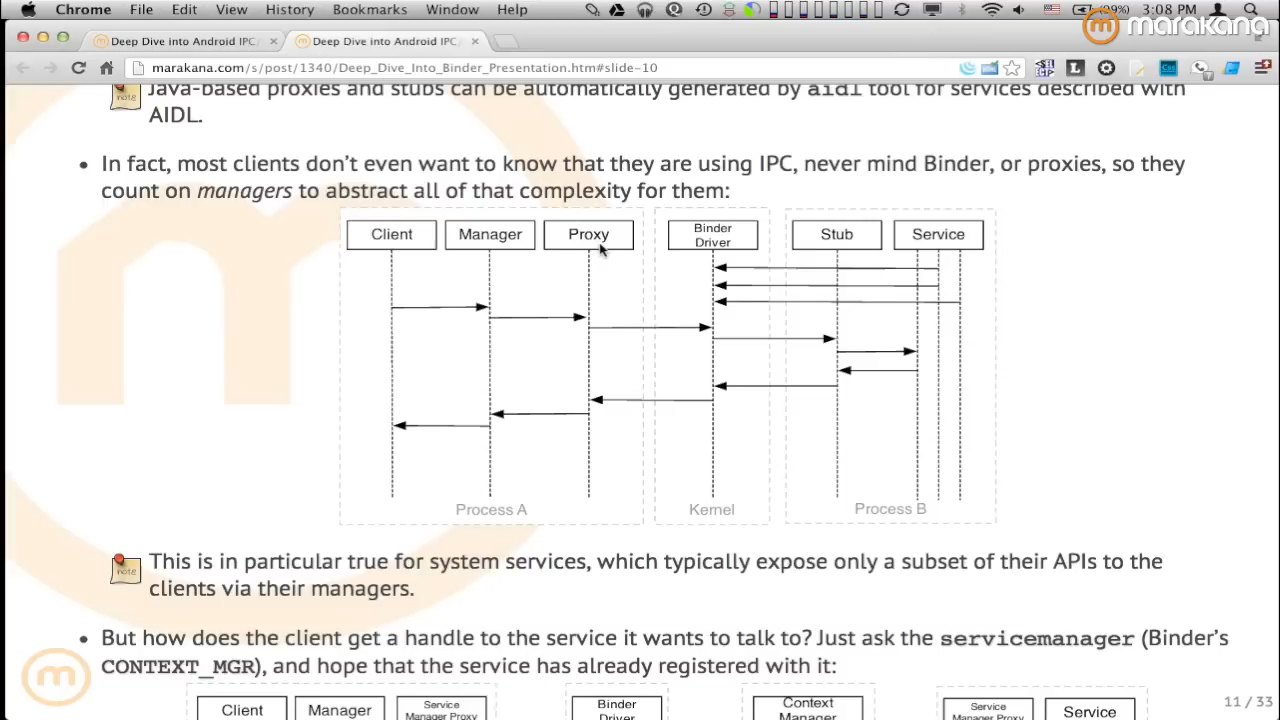 Chrome File Edit View History Bookmarks Window Help (99%) 3:08 PM
marakana
Deep Dive into Android IPC/ × Deep Dive into Android IPC/ ×
marakana.com/s/post/1340/Deep_Dive_Into_Binder_Presentation.htm#slide-10
note Java-based proxies and stubs can be automatically generated by aidl tool for services described with
AIDL.
• In fact, most clients don't even want to know that they are using IPC, never mind Binder, or proxies, so they
count on managers to abstract all of that complexity for them:
Client Manager Proxy Binder Driver Stub Service
Process A Kernel Process B
note This is in particular true for system services, which typically expose only a subset of their APIs to the
clients via their managers.
• But how does the client get a handle to the service it wants to talk to? Just ask the servicemanager (Binder's
CONTEXT_MGR), and hope that the service has already registered with it:
11 / 33
Client Manager Service Manager Proxy Binder Driver Context Manager Service Manager Proxy Service